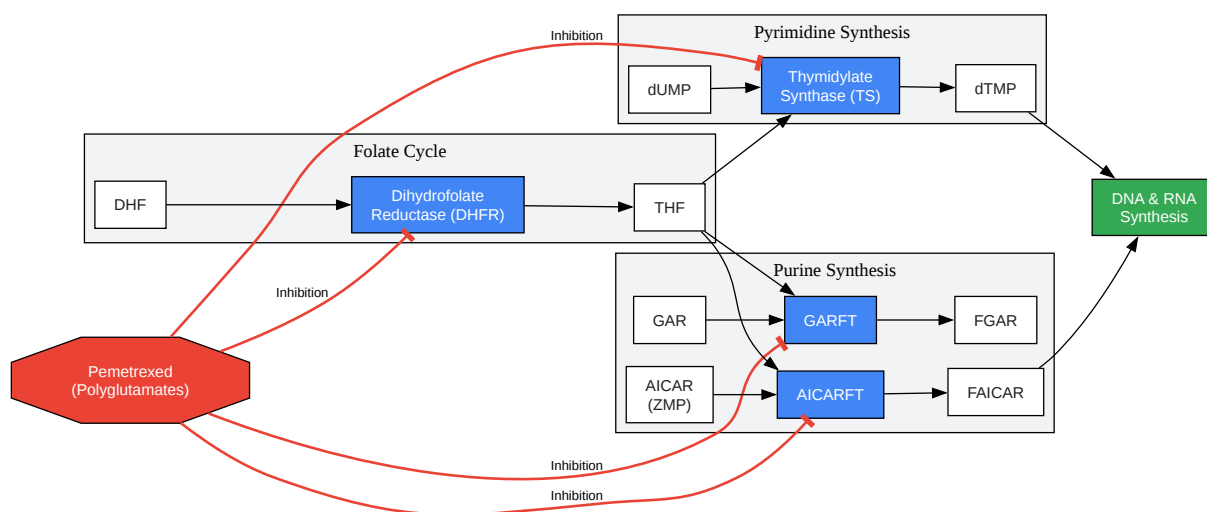 Inhibition
Pyrimidine Synthesis
dUMP
Thymidylate
Synthase (TS)
dTMP
Folate Cycle
DHF
Dihydrofolate
Reductase (DHFR)
THF
DNA & RNA
Synthesis
Inhibition
Purine Synthesis
GAR
GARFT
FGAR
Pemetrexed
(Polyglutamates)
AICAR
(ZMP)
AICARFT
FAICAR
Inhibition
Inhibition